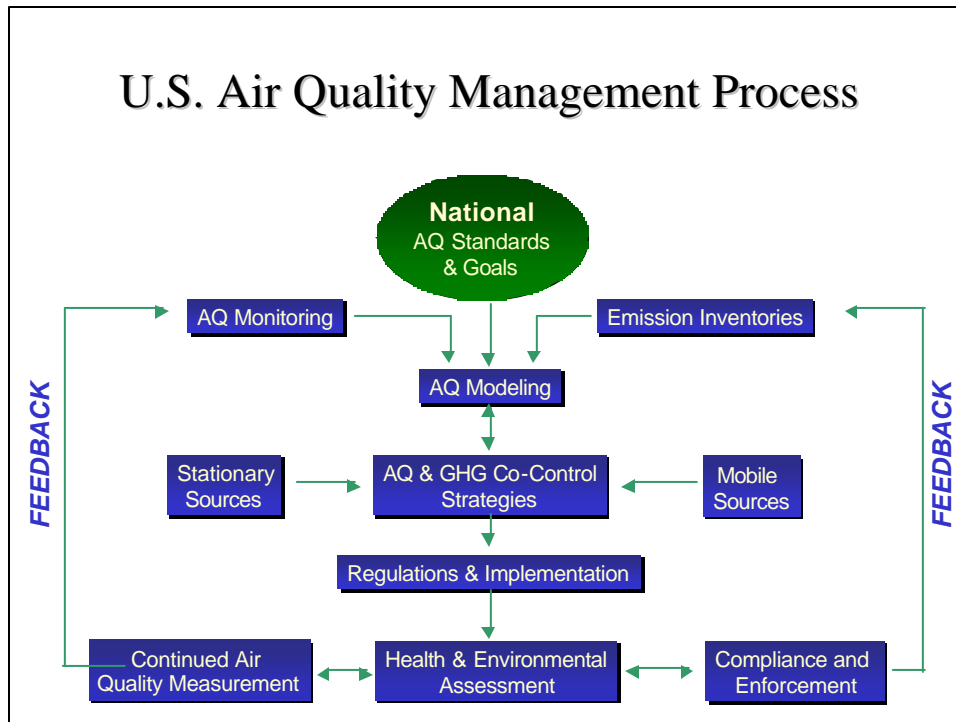 U.S. Air Quality Management Process
National
AQ Standards
& Goals
AQ Monitoring
Emission Inventories
AQ Modeling
FEEDBACK
FEEDBACK
Stationary
Sources
AQ & GHG Co-Control
Strategies
Mobile
Sources
Regulations & Implementation
Continued Air
Quality Measurement
Health & Environmental
Assessment
Compliance and
Enforcement